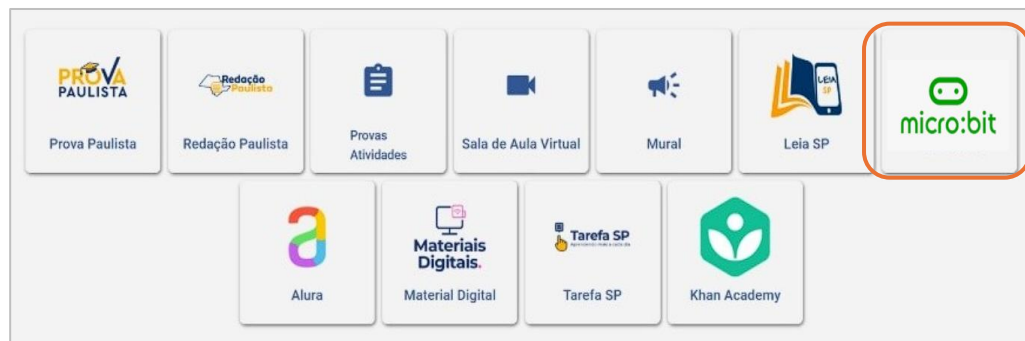 PROVA
PAULISTA
Prova Paulista
Redação
Paulista
Redação Paulista
Provas
Atividades
Sala de Aula Virtual
Mural
LEIA
SP
Leia SP
micro:bit
a
Alura
Materiais
Digitais.
Material Digital
Tarefa SP
Tarefa SP
Khan Academy